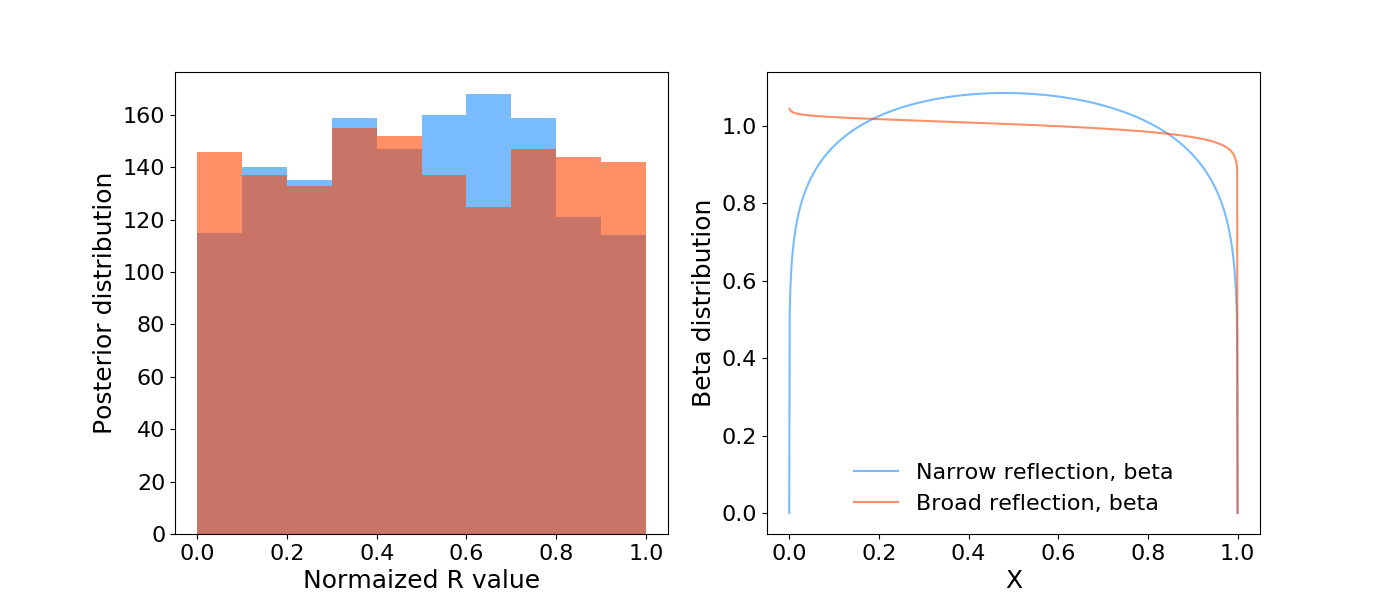 Posterior distribution
160
140
120
100
80
60
40
20
0
0.0 0.2 0.4 0.6 0.8 1.0
Normaized R value
Beta distribution
1.0
0.8
0.6
0.4
0.2
0.0
Narrow reflection, beta
Broad reflection, beta
0.0 0.2 0.4 0.6 0.8 1.0
X